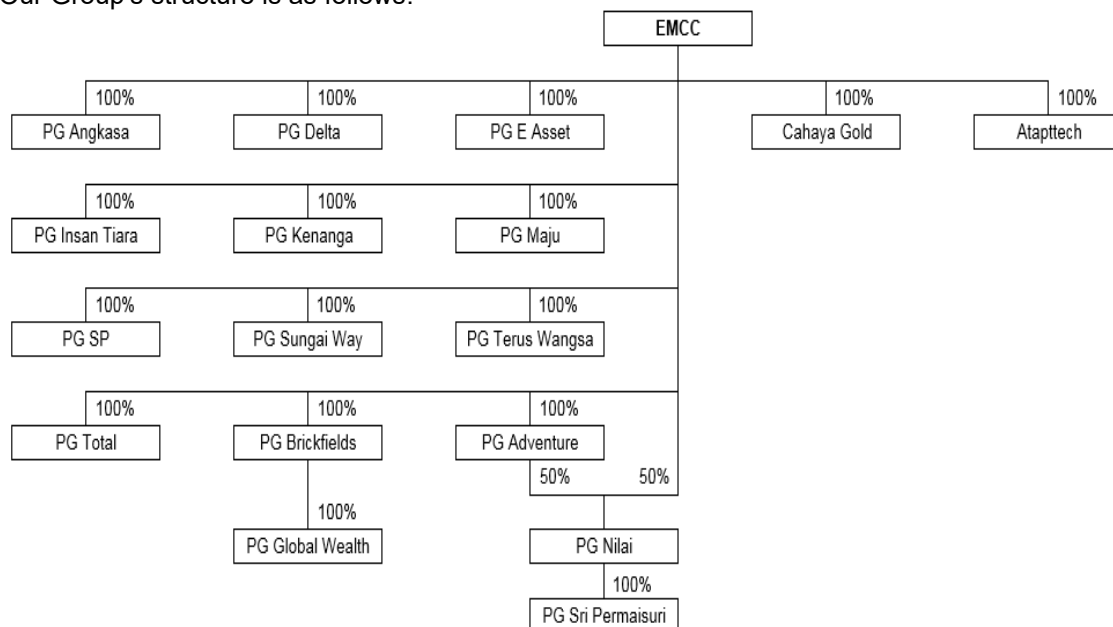 Our Group's structure is as follows:
EMCC
100% 100% 100% 100% 100%
PG Angkasa PG Delta PG E Asset Cahaya Gold Atapttech
100% 100% 100%
PG Insan Tiara PG Kenanga PG Maju
100% 100% 100%
PG SP PG Sungai Way PG Terus Wangsa
100% 100% 100%
PG Total PG Brickfields PG Adventure
50% 50%
100%
PG Global Wealth PG Nilai
100%
PG Sri Permaisuri